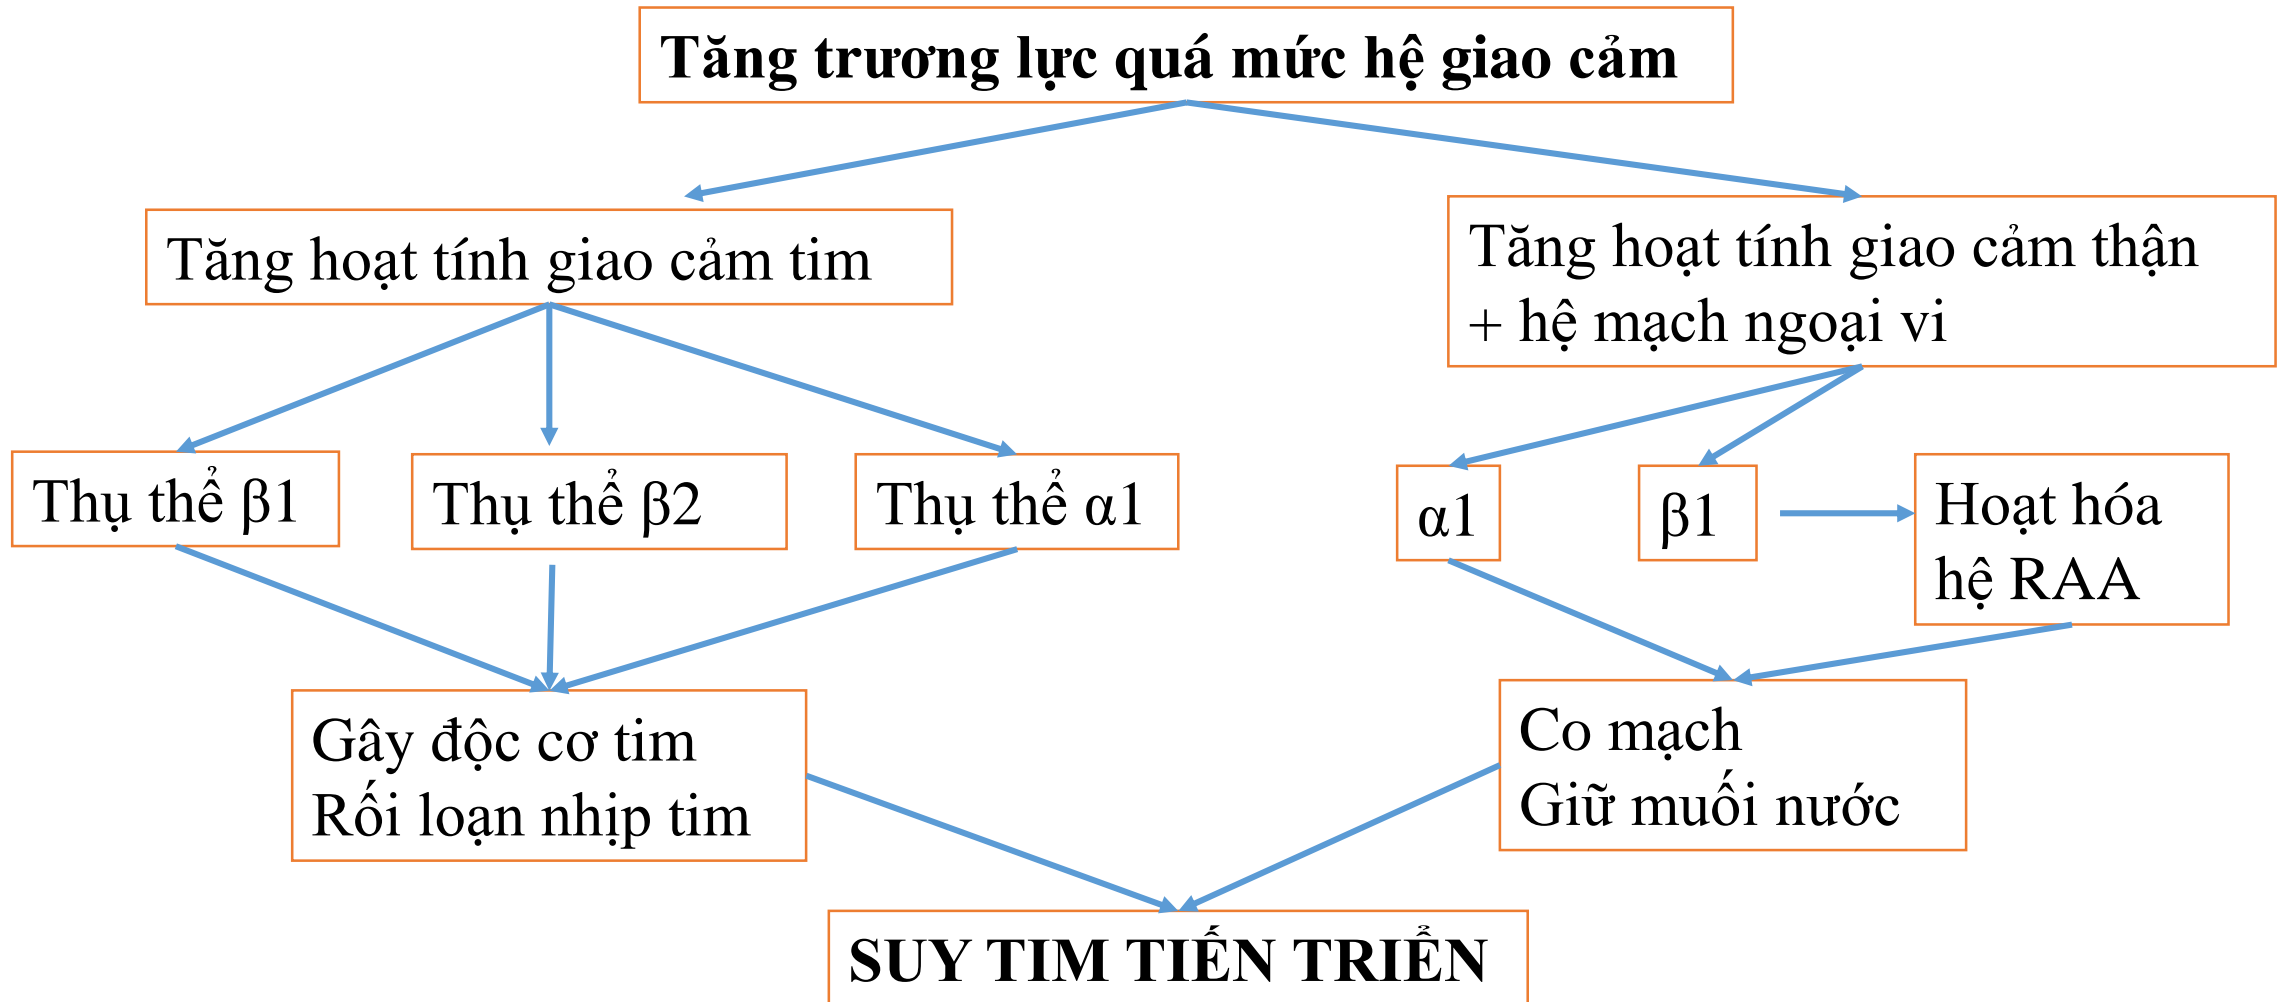 Tăng trương lực quá mức hệ giao cảm
Tăng hoạt tính giao cảm tim
Tăng hoạt tính giao cảm thận
+ hệ mạch ngoại vi
Thụ thể β1
Thụ thể β2
Thụ thể α1
α1
β1
Hoạt hóa
hệ RAA
Gây độc cơ tim
Rối loạn nhịp tim
Co mạch
Giữ muối nước
SUY TIM TIẾN TRIỂN